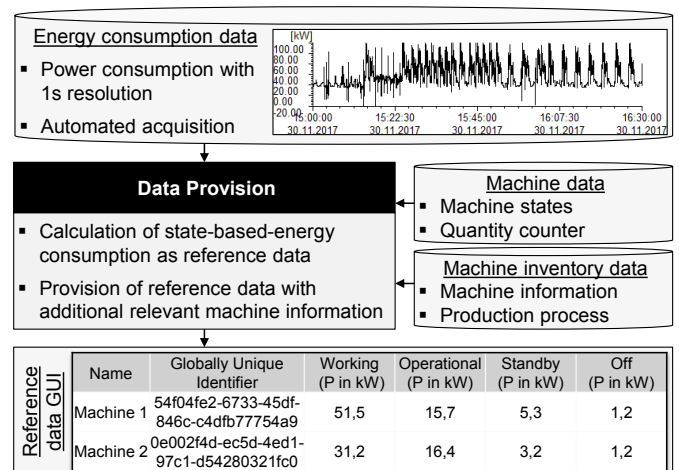 Energy consumption data
▪ Power consumption with
1s resolution
▪ Automated acquisition
[kW]
100.00
80.00
60.00
40.00
20.00
0.00
-20.00
15:00:00 15:22:30 15:45:00 16:07:30 16:30:00
30.11.2017 30.11.2017 30.11.2017 30.11.2017 30.11.2017
Data Provision
▪ Calculation of state-based-energy
consumption as reference data
▪ Provision of reference data with
additional relevant machine information
Machine data
▪ Machine states
▪ Quantity counter
Machine inventory data
▪ Machine information
▪ Production process
Reference
data GUI
Name Globally Unique Working Operational Standby Off
Identifier (P in kW) (P in kW) (P in kW) (P in kW)
Machine 1 54f04fe2-6733-45df- 51,5 15,7 5,3 1,2
846c-c4dfb77754a9
Machine 2 0e002f4d-ec5d-4ed1- 31,2 16,4 3,2 1,2
97c1-d54280321fc0